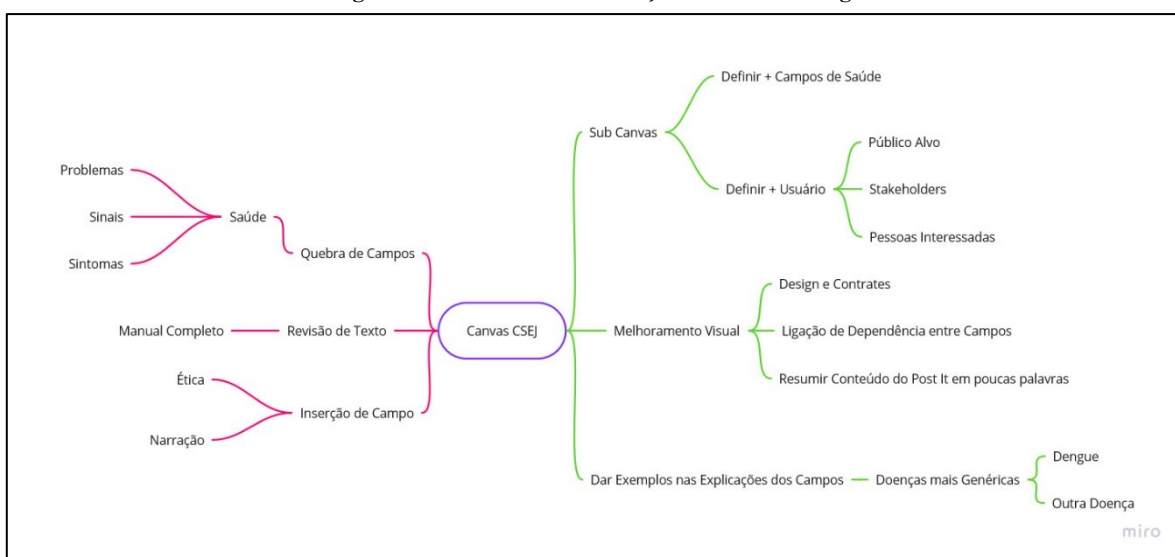 Problemas
Sinais
Sintomas
Saúde
Quebra de Campos
Manual Completo
Revisão de Texto
Ética
Narração
Inserção de Campo
Canvas CSEJ
Sub Canvas
Definir + Campos de Saúde
Definir + Usuário
Público Alvo
Stakeholders
Pessoas Interessadas
Melhoramento Visual
Design e Contrates
Ligação de Dependência entre Campos
Resumir Conteúdo do Post It em poucas palavras
Dar Exemplos nas Explicações dos Campos
Doenças mais Genéricas
Dengue
Outra Doença
miro